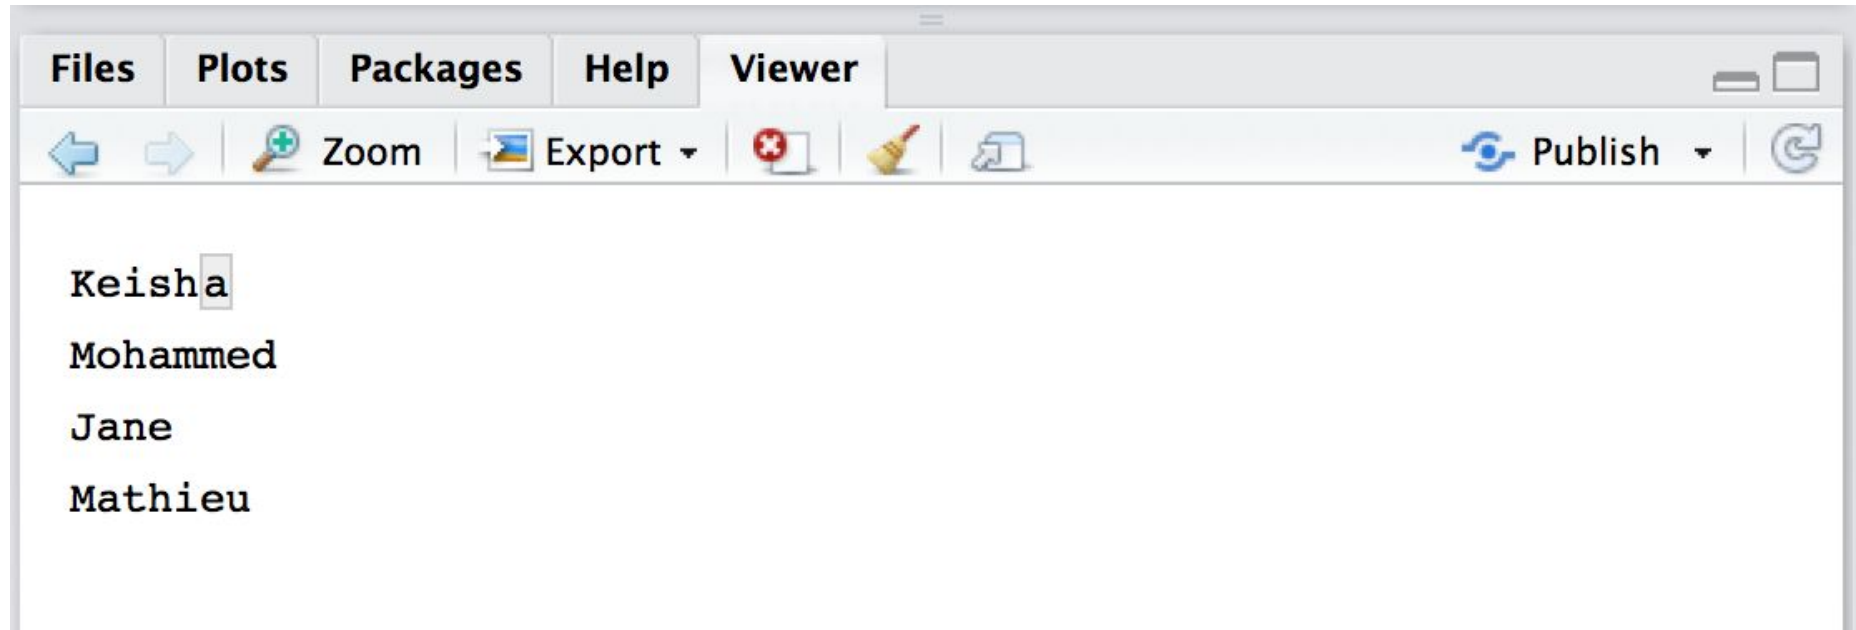 Files Plots Packages Help Viewer
Zoom Export Publish
Keisha
Mohammed
Jane
Mathieu